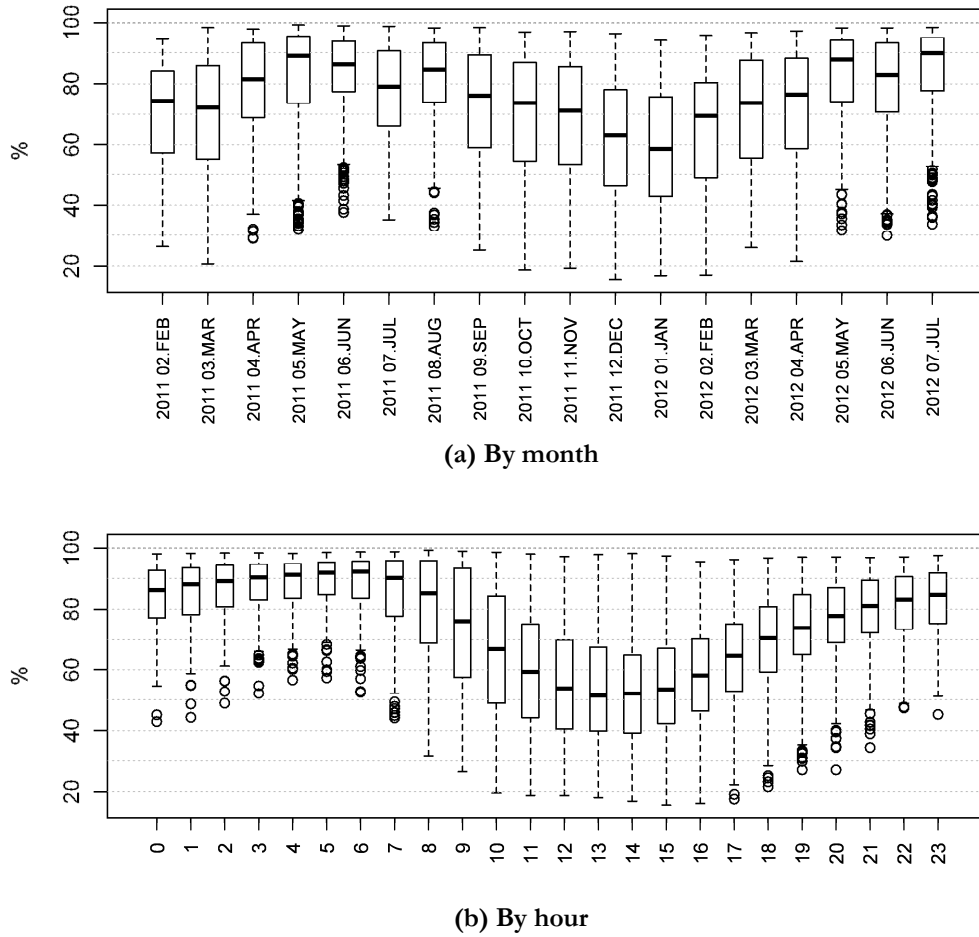 100
80
60
40
20
%
2011 02.FEB
2011 03.MAR
2011 04.APR
2011 05.MAY
2011 06.JUN
2011 07.JUL
2011 08.AUG
2011 09.SEP
2011 10.OCT
2011 11.NOV
2011 12.DEC
2012 01.JAN
2012 02.FEB
2012 03.MAR
2012 04.APR
2012 05.MAY
2012 06.JUN
2012 07.JUL
(a) By month
100
80
60
40
20
%
0
1
2
3
4
5
6
7
8
9
10
11
12
13
14
15
16
17
18
19
20
21
22
23
(b) By hour